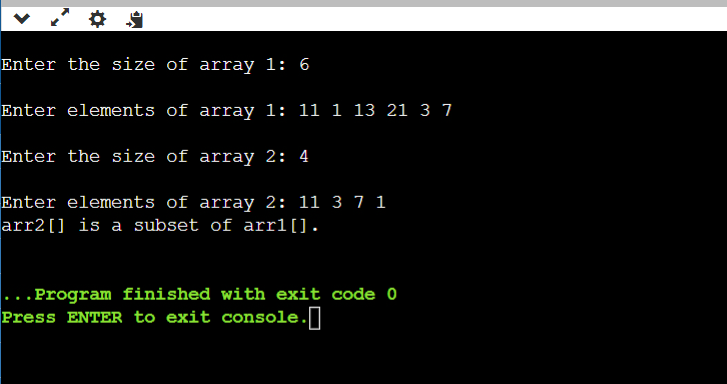 Enter the size of array 1: 6
Enter elements of array 1: 11 1 13 21 3 7
Enter the size of array 2: 4
Enter elements of array 2: 11 3 7 1
arr2[] is a subset of arr1[].
...Program finished with exit code 0
Press ENTER to exit console.